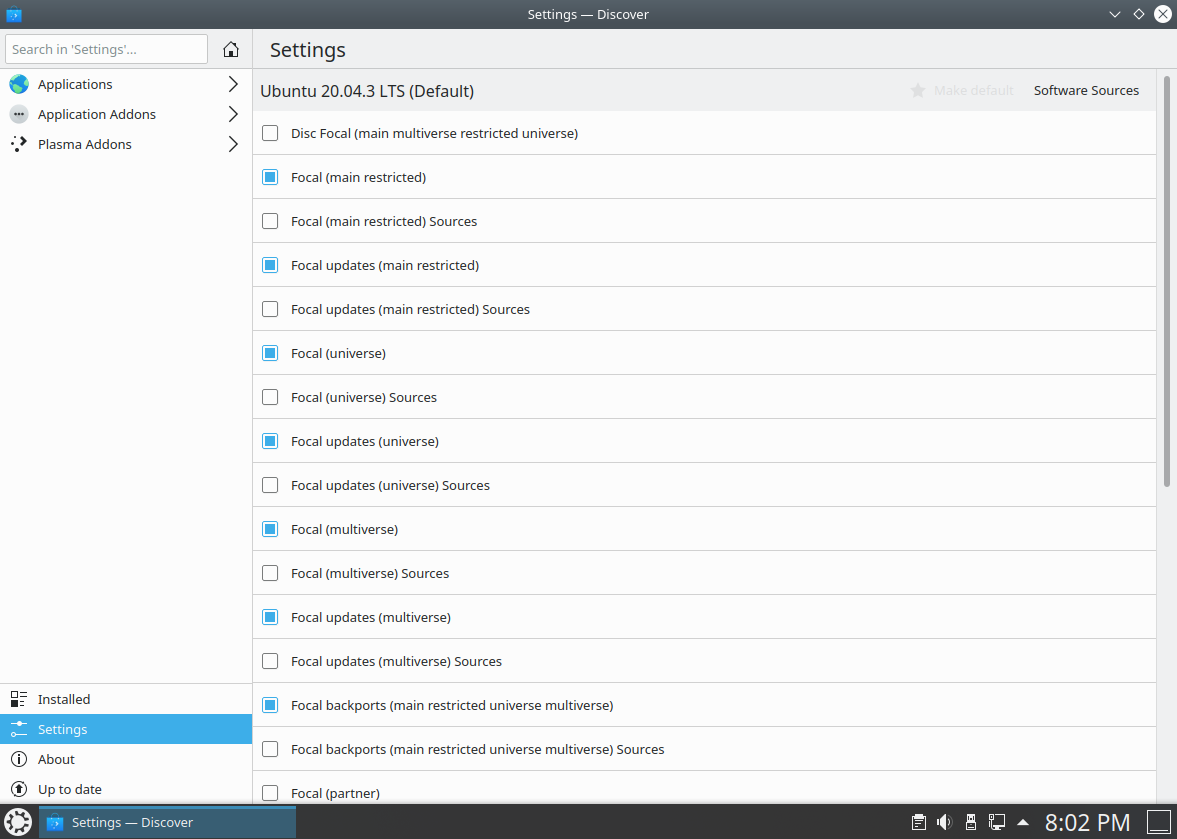 Settings — Discover
Search in 'Settings'...
Settings
Applications
Application Addons
Plasma Addons
Ubuntu 20.04.3 LTS (Default)
Make default
Software Sources
Disc Focal (main multiverse restricted universe)
Focal (main restricted)
Focal (main restricted) Sources
Focal updates (main restricted)
Focal updates (main restricted) Sources
Focal (universe)
Focal (universe) Sources
Focal updates (universe)
Focal updates (universe) Sources
Focal (multiverse)
Focal (multiverse) Sources
Focal updates (multiverse)
Focal updates (multiverse) Sources
Focal backports (main restricted universe multiverse)
Focal backports (main restricted universe multiverse) Sources
Focal (partner)
Installed
Settings
About
Up to date
Settings — Discover
8:02 PM